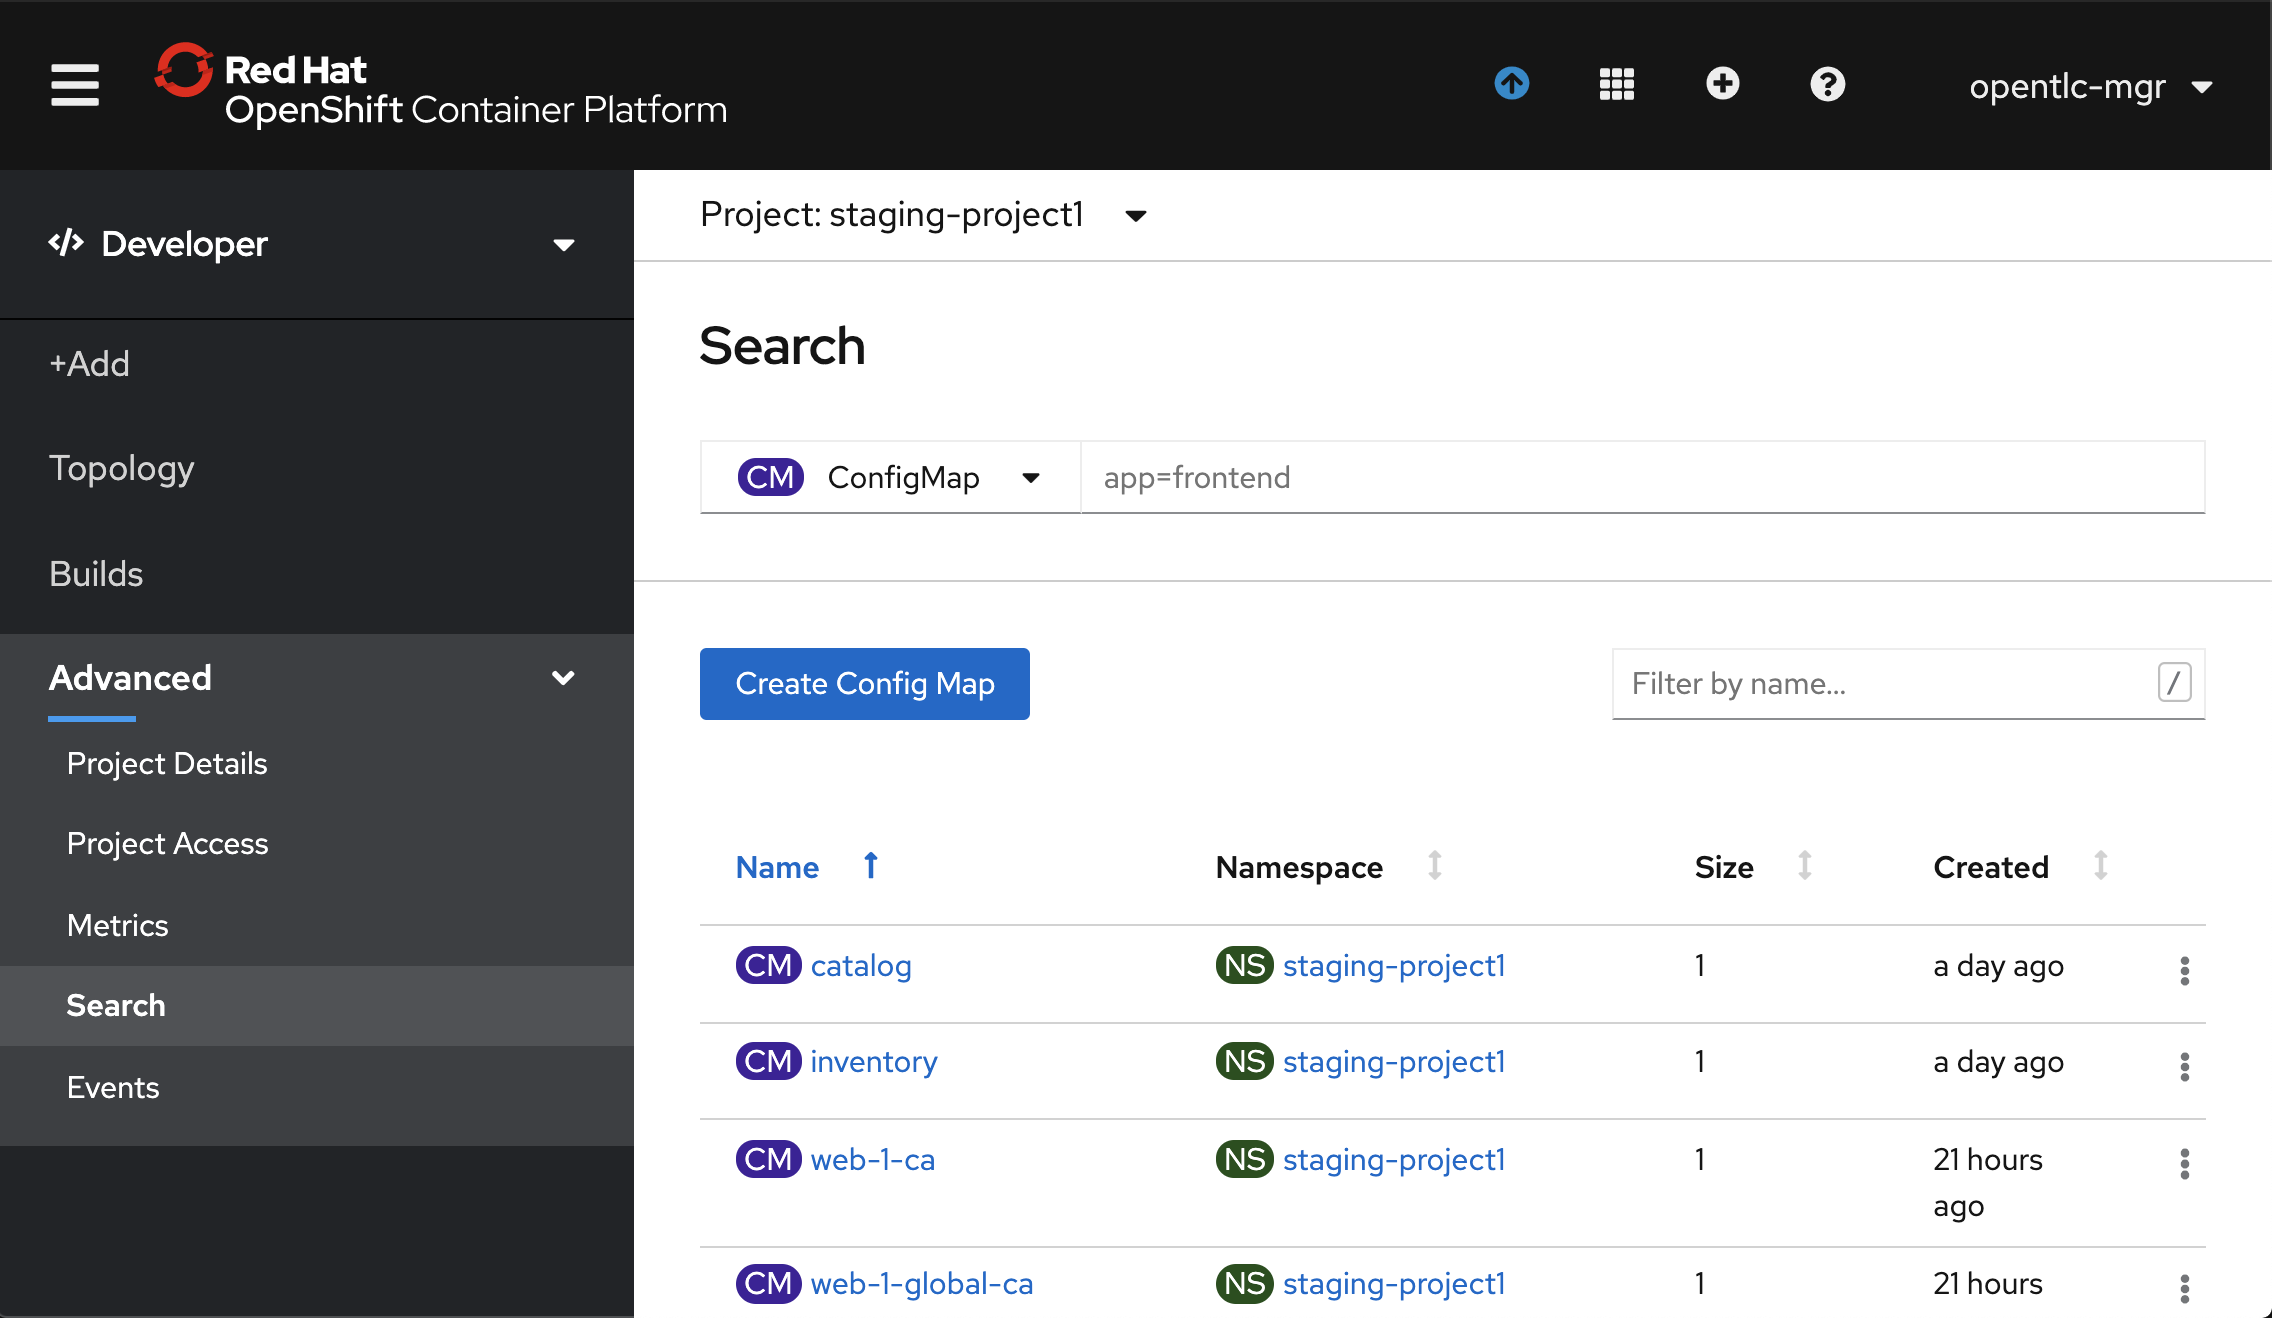 Red Hat
OpenShift Container Platform
opentlc-mgr
Developer
+Add
Topology
Builds
Advanced
Project Details
Project Access
Metrics
Search
Events
Project: staging-project1
Search
CM ConfigMap app=frontend
Create Config Map
Filter by name... /
Name Namespace Size Created
CM catalog NS staging-project1 1 a day ago
CM inventory NS staging-project1 1 a day ago
CM web-1-ca NS staging-project1 1 21 hours
ago
CM web-1-global-ca NS staging-project1 1 21 hours